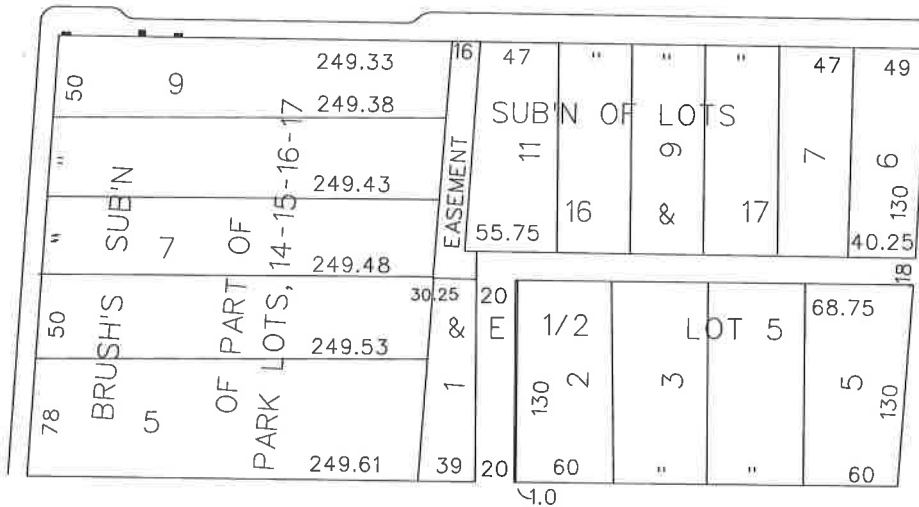 249.33
50
9
249.38
"
249.43
"
7
249.48
50
249.53
78
5
249.61
BRUSH'S SUB'N
OF PART OF
PARK LOTS, 14-15-16-17
EASEMENT
16
47 " " " 47 49
SUB'N OF LOTS
11 9 7 6
16 & 17
130
55.75
40.25
18
30.25
20
& E 1/2 LOT 5
68.75
1 2 3 5
130
130
39
20
60 " " 60
1.0